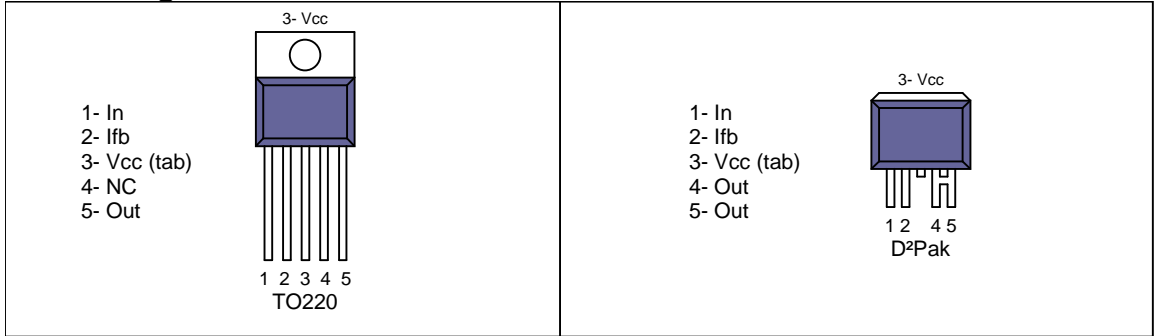 3- Vcc
1- In
2- Ifb
3- Vcc (tab)
4- NC
5- Out
1 2 3 4 5
TO220
3- Vcc
1- In
2- Ifb
3- Vcc (tab)
4- Out
5- Out
1 2 4 5
D²Pak